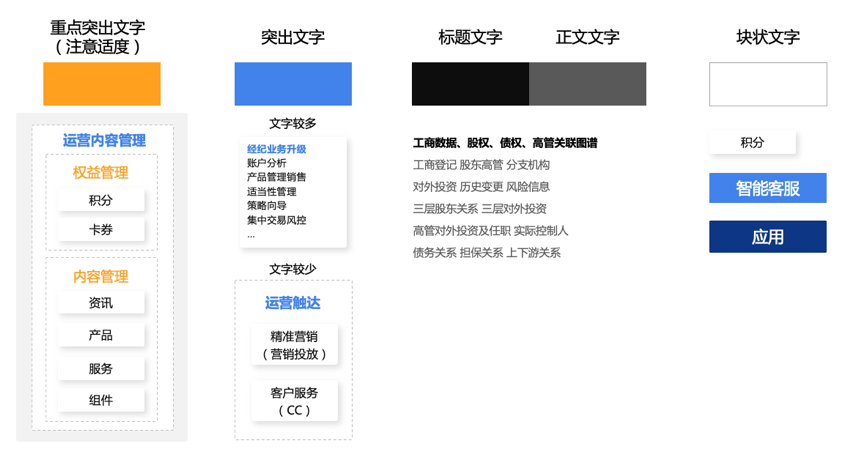 重点突出文字
（注意适度）
运营内容管理
权益管理
积分
卡券
内容管理
资讯
产品
服务
组件
突出文字
文字较多
经纪业务升级
账户分析
产品管理销售
适当性管理
策略向导
集中交易风控
...
文字较少
运营触达
精准营销
（营销投放）
客户服务
（CC）
标题文字 正文文字
工商数据、股权、债权、高管关联图谱
工商登记 股东高管 分支机构
对外投资 历史变更 风险信息
三层股东关系 三层对外投资
高管对外投资及任职 实际控制人
债务关系 担保关系 上下游关系
块状文字
积分
智能客服
应用